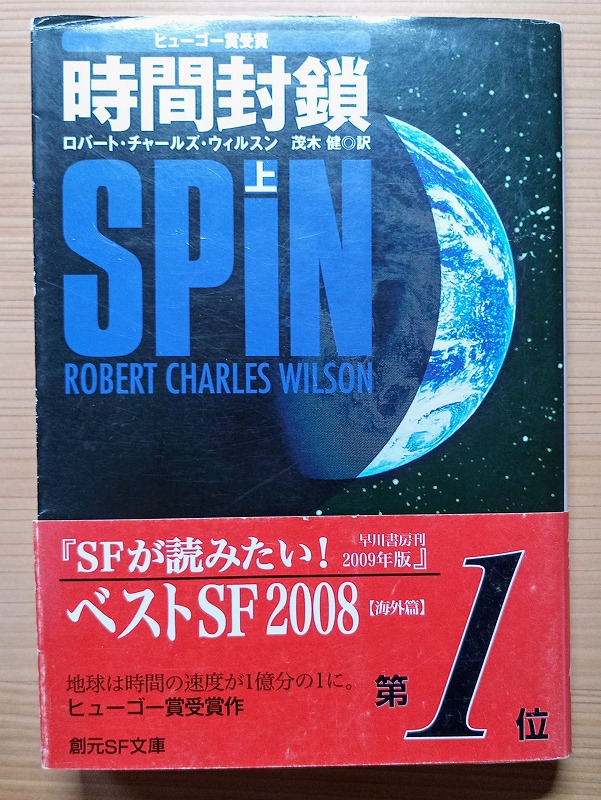 ヒューゴー賞受賞
時間封鎖
ロバート・チャールズ・ウィルスン 茂木 健◎訳
上
SPiN
ROBERT CHARLES WILSON
『SFが読みたい! 早川書房刊 2009年版』
ベストSF 2008【海外篇】
第1位
地球は時間の速度が1億分の1に。
ヒューゴー賞受賞作
創元SF文庫